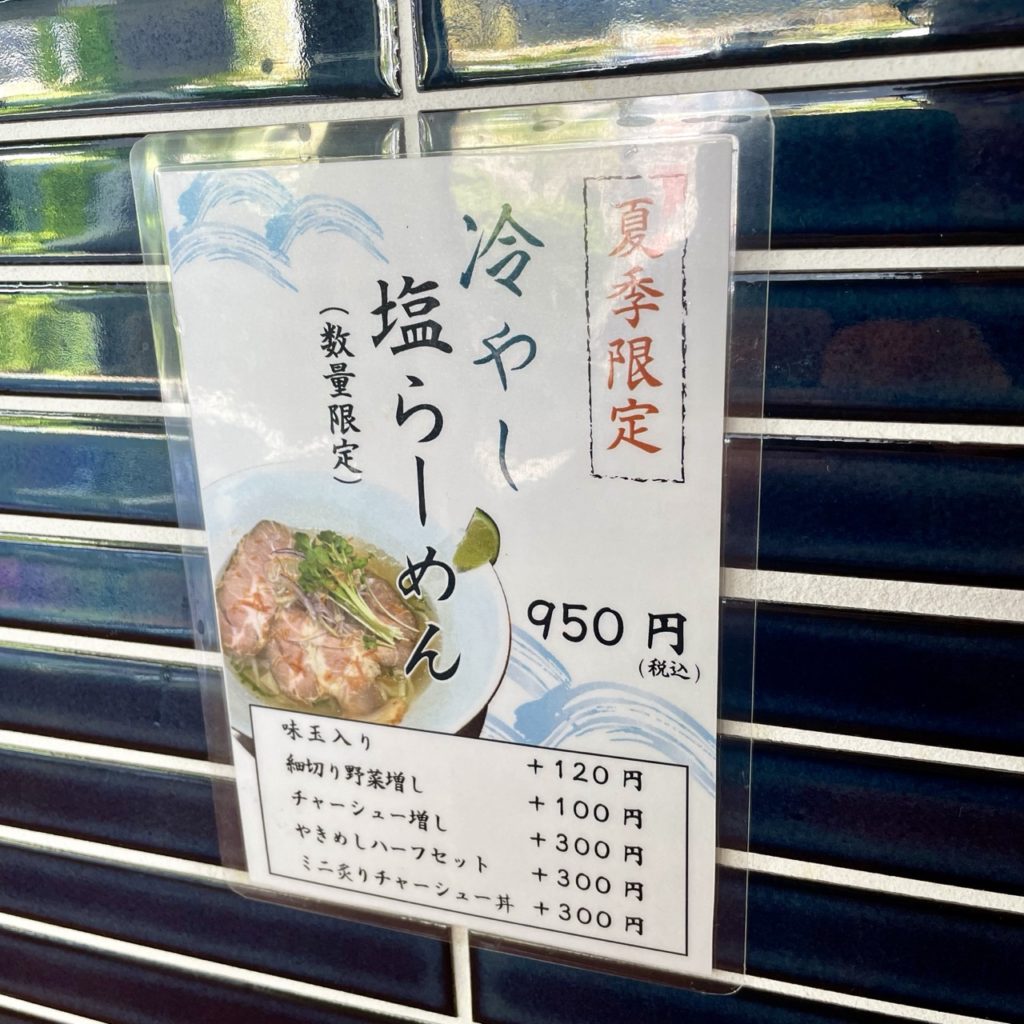 夏季限定
冷やし
塩らーめん
(数量限定)
950円
(税込)
味玉入り +120円
細切り野菜増し +100円
チャーシュー増し +300円
やきめしハーフセット +300円
ミニ炙りチャーシュー丼 +300円